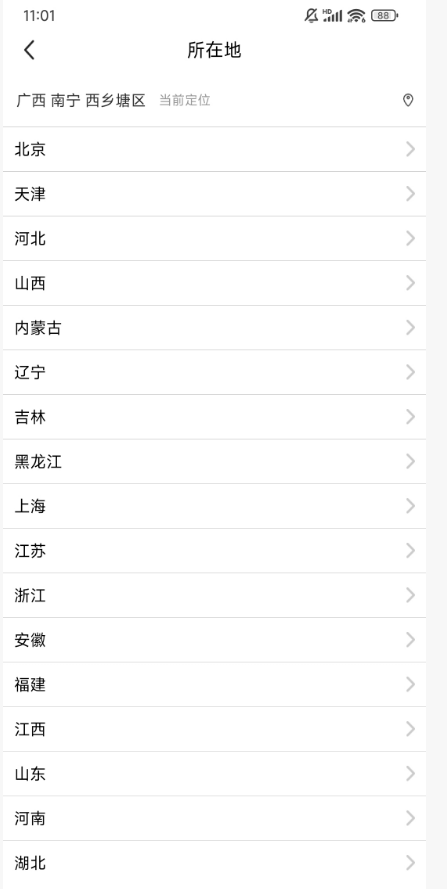 11:01 HD 88
所在地
广西 南宁 西乡塘区 当前定位
北京
天津
河北
山西
内蒙古
辽宁
吉林
黑龙江
上海
江苏
浙江
安徽
福建
江西
山东
河南
湖北